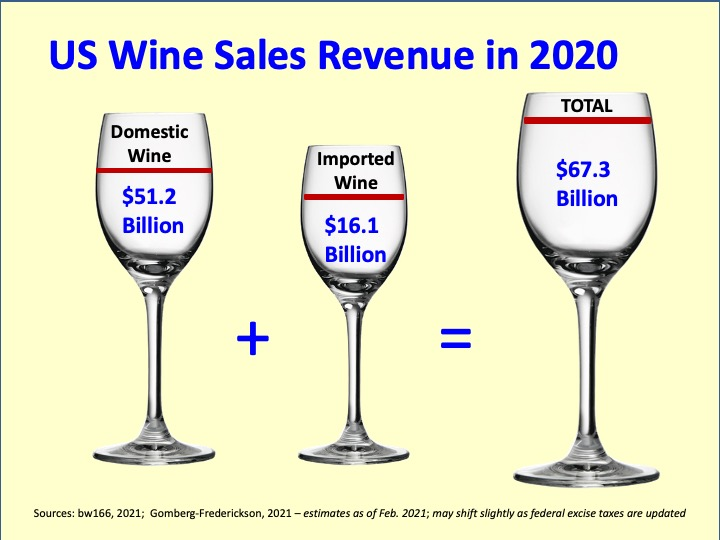 US Wine Sales Revenue in 2020
Domestic
Wine
$51.2
Billion
+
Imported
Wine
$16.1
Billion
=
TOTAL
$67.3
Billion
Sources: bw166, 2021; Gomberg-Frederickson, 2021 – estimates as of Feb. 2021; may shift slightly as federal excise taxes are updated